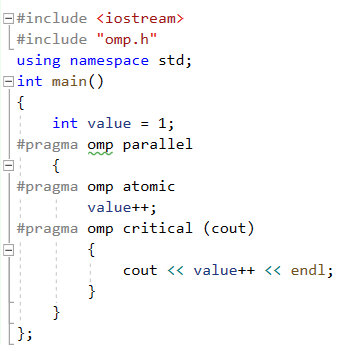 #include <iostream>
#include "omp.h"
using namespace std;
int main()
{
    int value = 1;
#pragma omp parallel
    {
#pragma omp atomic
        value++;
#pragma omp critical (cout)
        {
            cout << value++ << endl;
        }
    }
};